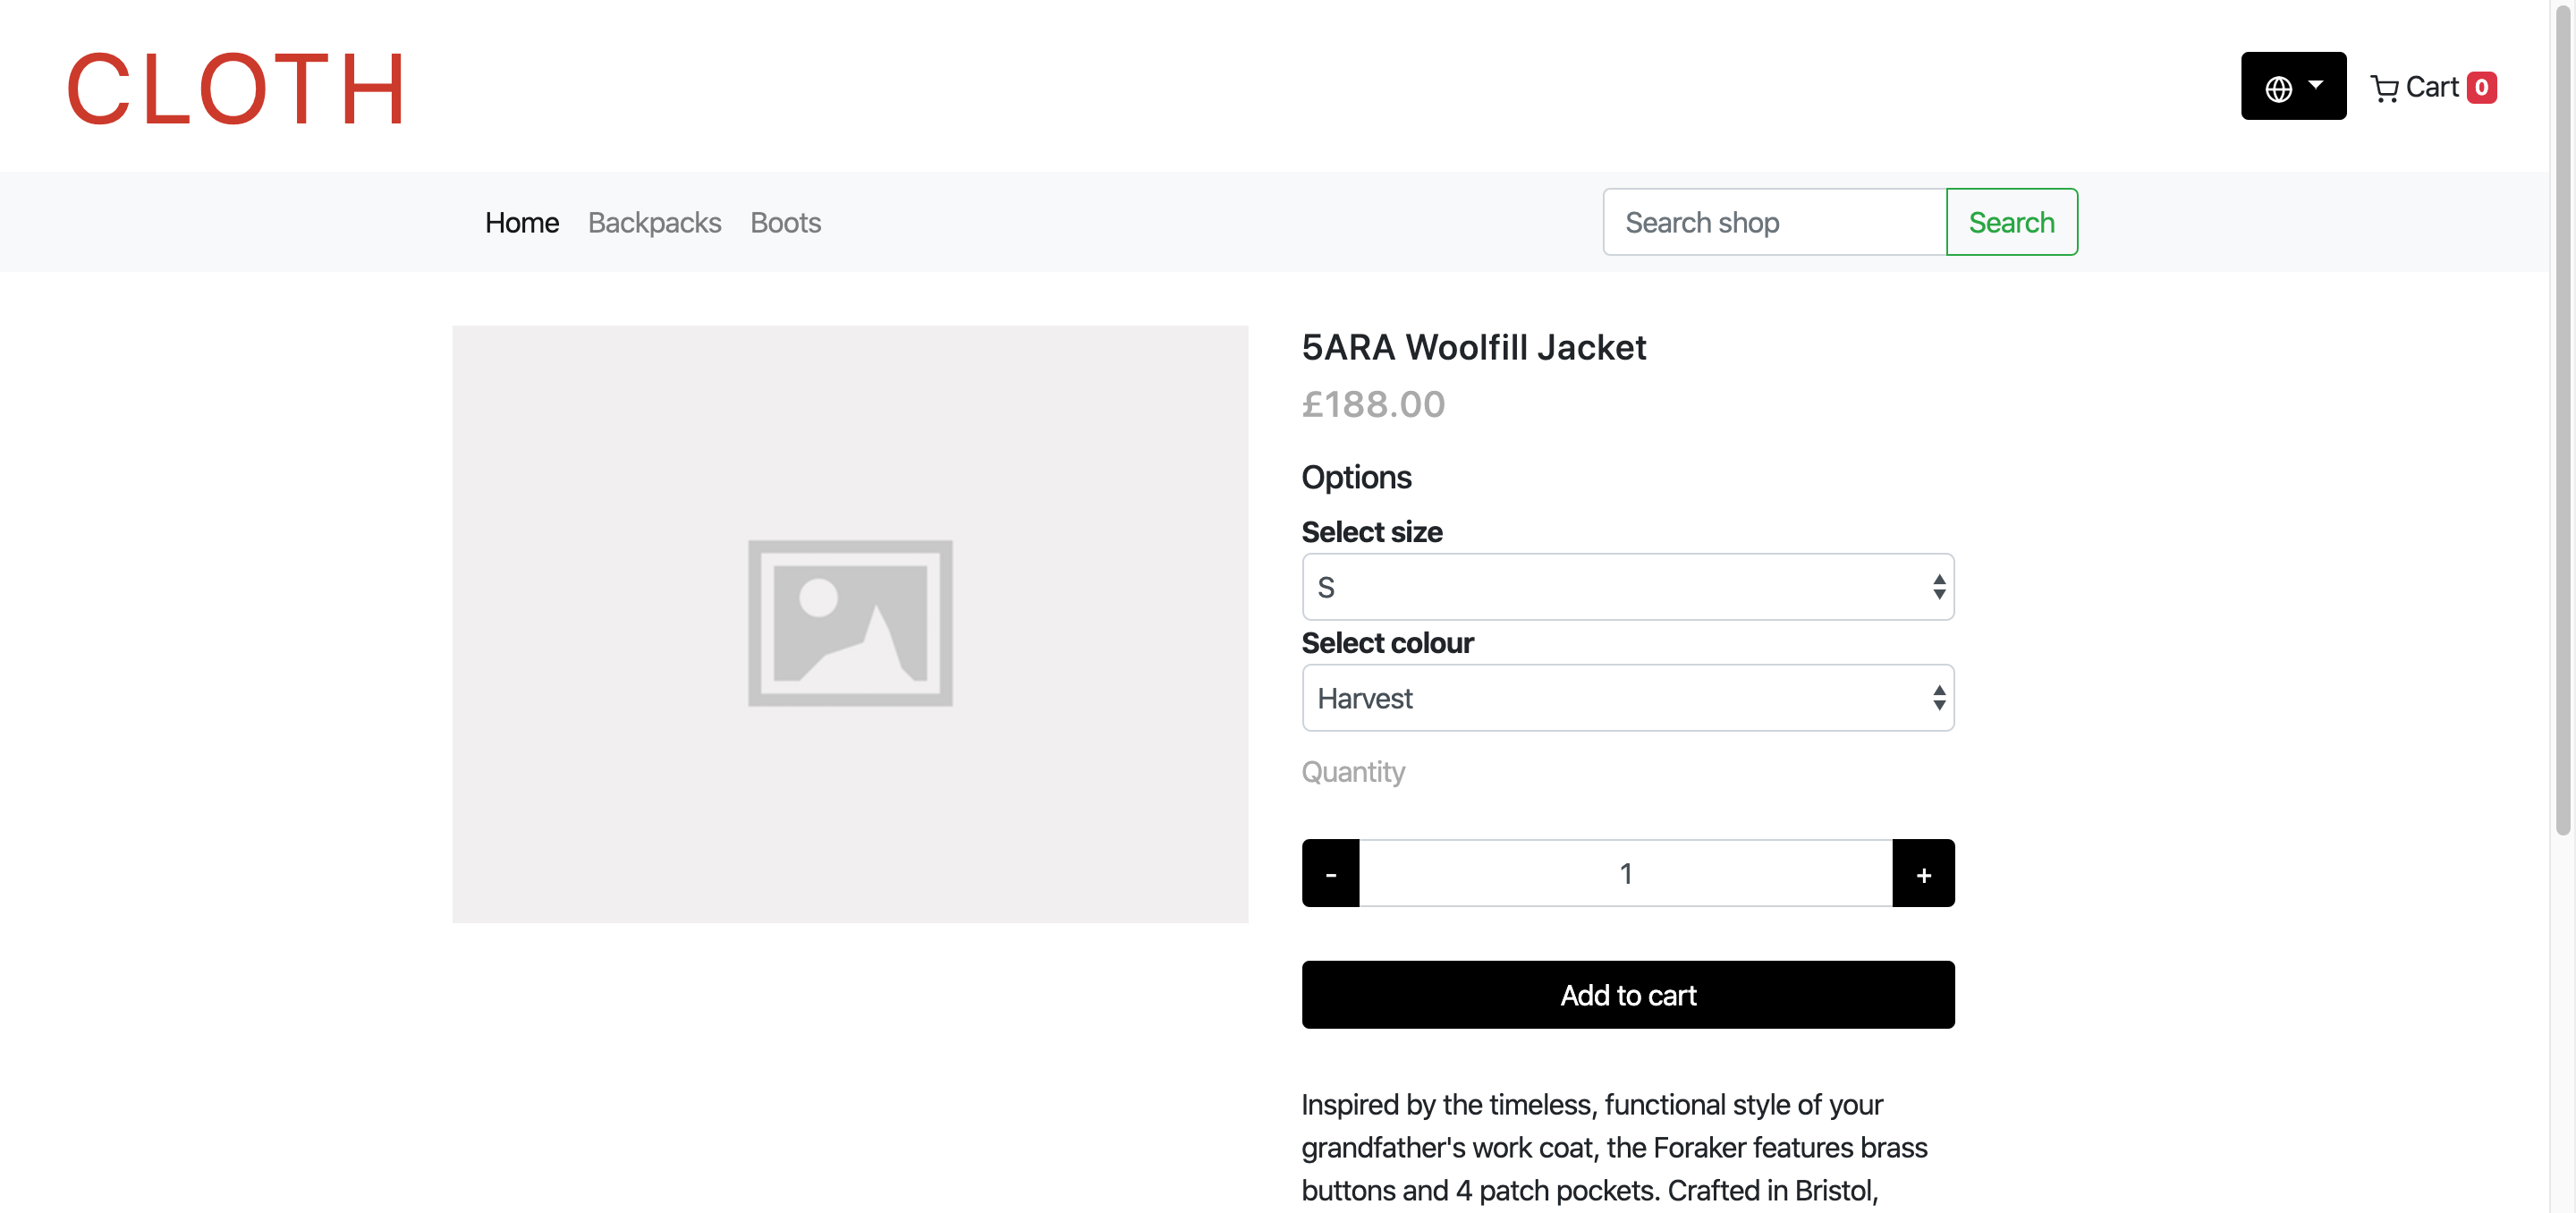 CLOTH
Cart 0
Home Backpacks Boots
Search shop Search
5ARA Woolfill Jacket
£188.00
Options
Select size
S
Select colour
Harvest
Quantity
- 1 +
Add to cart
Inspired by the timeless, functional style of your
grandfather's work coat, the Foraker features brass
buttons and 4 patch pockets. Crafted in Bristol,